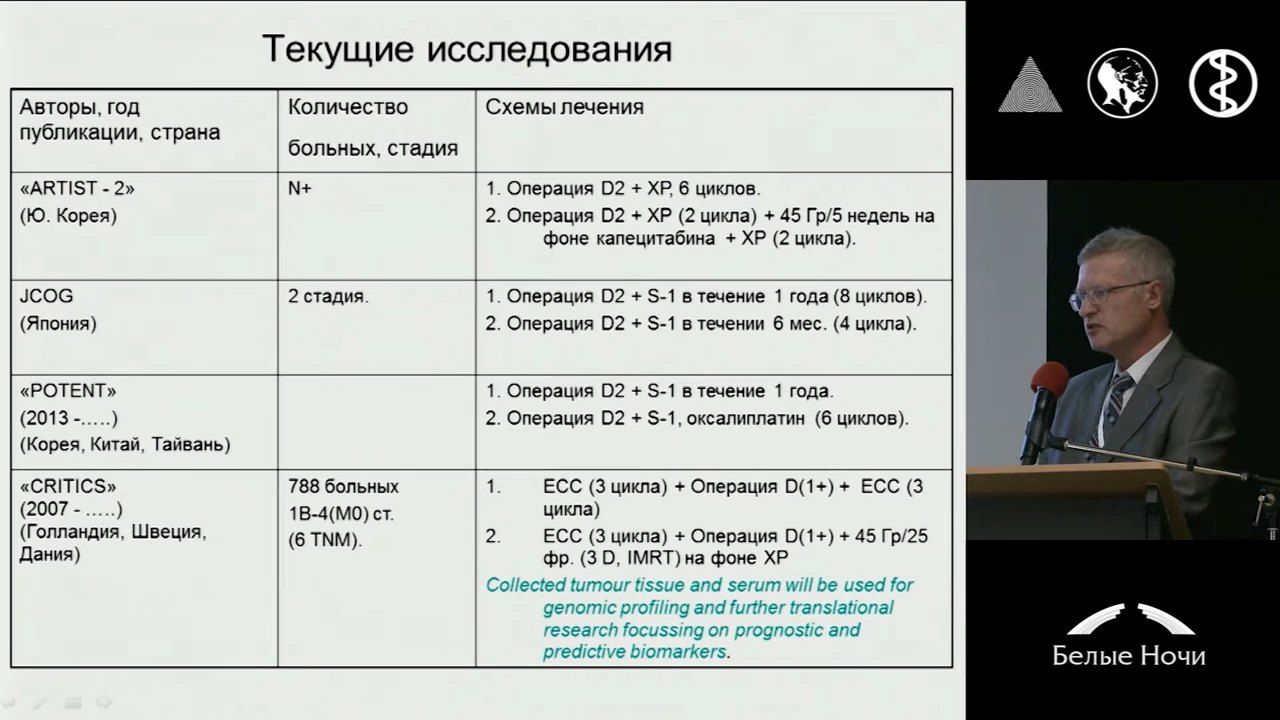 Текущие исследования
Авторы, год
публикации, страна
Количество
больных, стадия
Схемы лечения
«ARTIST - 2»
(Ю. Корея)
N+
1. Операция D2 + XP, 6 циклов.
2. Операция D2 + XP (2 цикла) + 45 Гр/5 недель на
фоне капецитабина + XP (2 цикла).
JCOG
(Япония)
2 стадия.
1. Операция D2 + S-1 в течение 1 года (8 циклов).
2. Операция D2 + S-1 в течении 6 мес. (4 цикла).
«POTENT»
(2013 -…..)
(Корея, Китай, Тайвань)
1. Операция D2 + S-1 в течение 1 года.
2. Операция D2 + S-1, оксалиплатин (6 циклов).
«CRITICS»
(2007 - …..)
(Голландия, Швеция,
Дания)
788 больных
1В-4(М0) ст.
(6 TNM).
1. ECC (3 цикла) + Операция D(1+) + ECC (3
цикла)
2. ECC (3 цикла) + Операция D(1+) + 45 Гр/25
фр. (3 D, IMRT) на фоне XP
Collected tumour tissue and serum will be used for
genomic profiling and further translational
research focussing on prognostic and
predictive biomarkers.
Белые Ночи